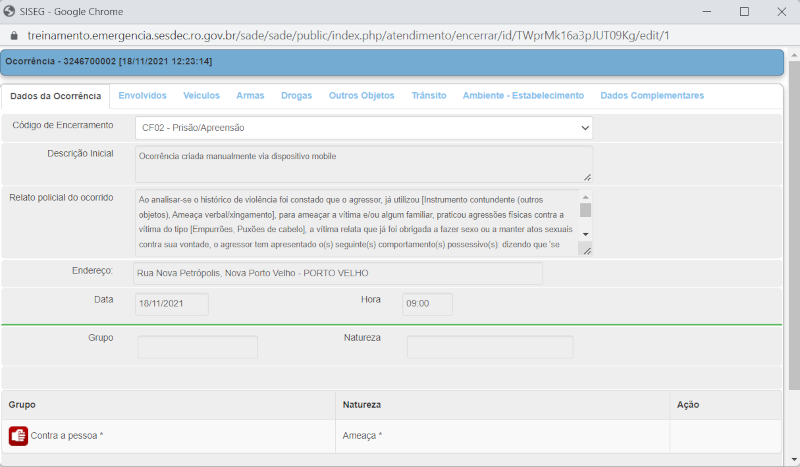 SISEG - Google Chrome
treinamento.emergencia.sesdec.ro.gov.br/sade/sade/public/index.php/atendimento/encerrar/id/TWprMk16a3pJUT09Kg/edit/1
Ocorrência - 3246700002 [18/11/2021 12:23:14]
Dados da Ocorrência Envolvidos Veículos Armas Drogas Outros Objetos Trânsito Ambiente - Estabelecimento Dados Complementares
Código de Encerramento CF02 - Prisão/Apreensão
Descrição Inicial Ocorrência criada manualmente via dispositivo mobile
Relato policial do ocorrido Ao analisar-se o histórico de violência foi constado que o agressor, já utilizou [Instrumento contundente (outros
objetos), Ameaça verbal/xingamento], para ameaçar a vítima e/ou algum familiar, praticou agressões físicas contra a
vítima do tipo [Empurrões, Puxões de cabelo], a vítima relata que já foi obrigada a fazer sexo ou a manter atos sexuais
contra sua vontade, o agressor tem apresentado o(s) seguinte(s) comportamento(s) possessivo(s): dizendo que 'se
Endereço: Rua Nova Petrópolis, Nova Porto Velho - PORTO VELHO
Data 18/11/2021 Hora 09:00
Grupo Natureza
Grupo Natureza Ação
Contra a pessoa * Ameaça *